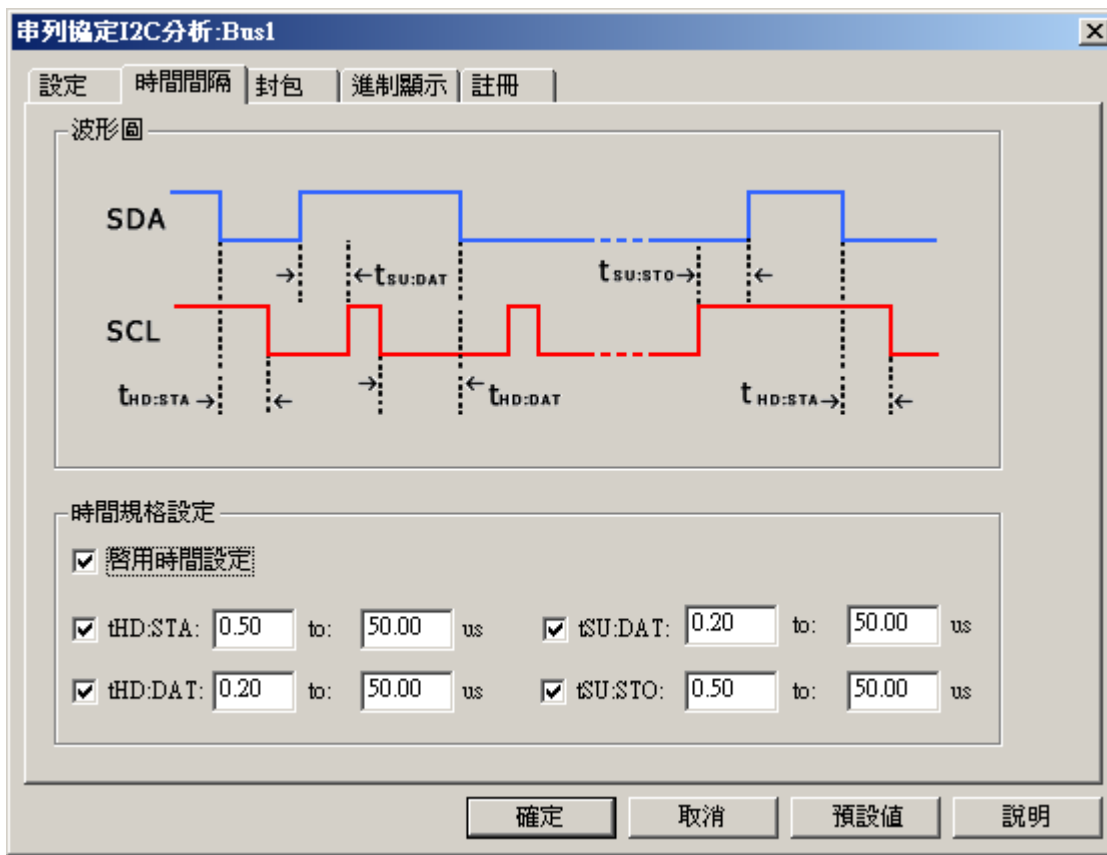 串列協定I2C分析:Bus1
設定 時間間隔 封包 進制顯示 註冊
波形圖
SDA
tSU:DAT tSU:STO
SCL
tHD:STA tHD:DAT tHD:STA
時間規格設定
啓用時間設定
tHD:STA: 0.50 to: 50.00 us tSU:DAT: 0.20 to: 50.00 us
tHD:DAT: 0.20 to: 50.00 us tSU:STO: 0.50 to: 50.00 us
確定 取消 預設値 說明